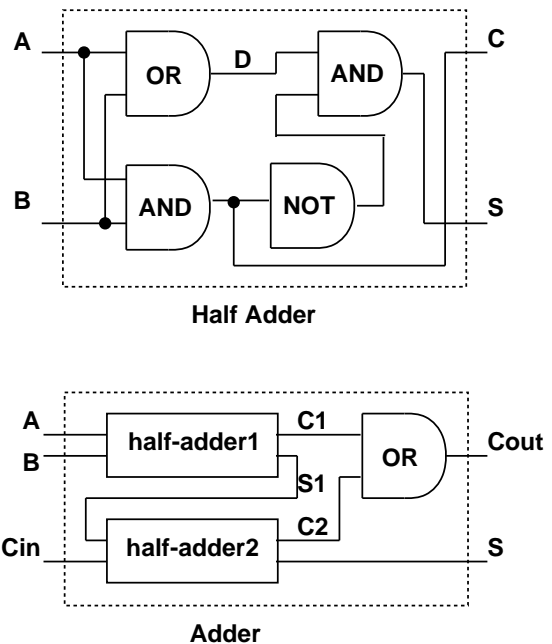 A
OR
D
AND
C
B
AND
NOT
S
Half Adder
A
half-adder1
C1
OR
Cout
B
S1
C2
Cin
half-adder2
S
Adder